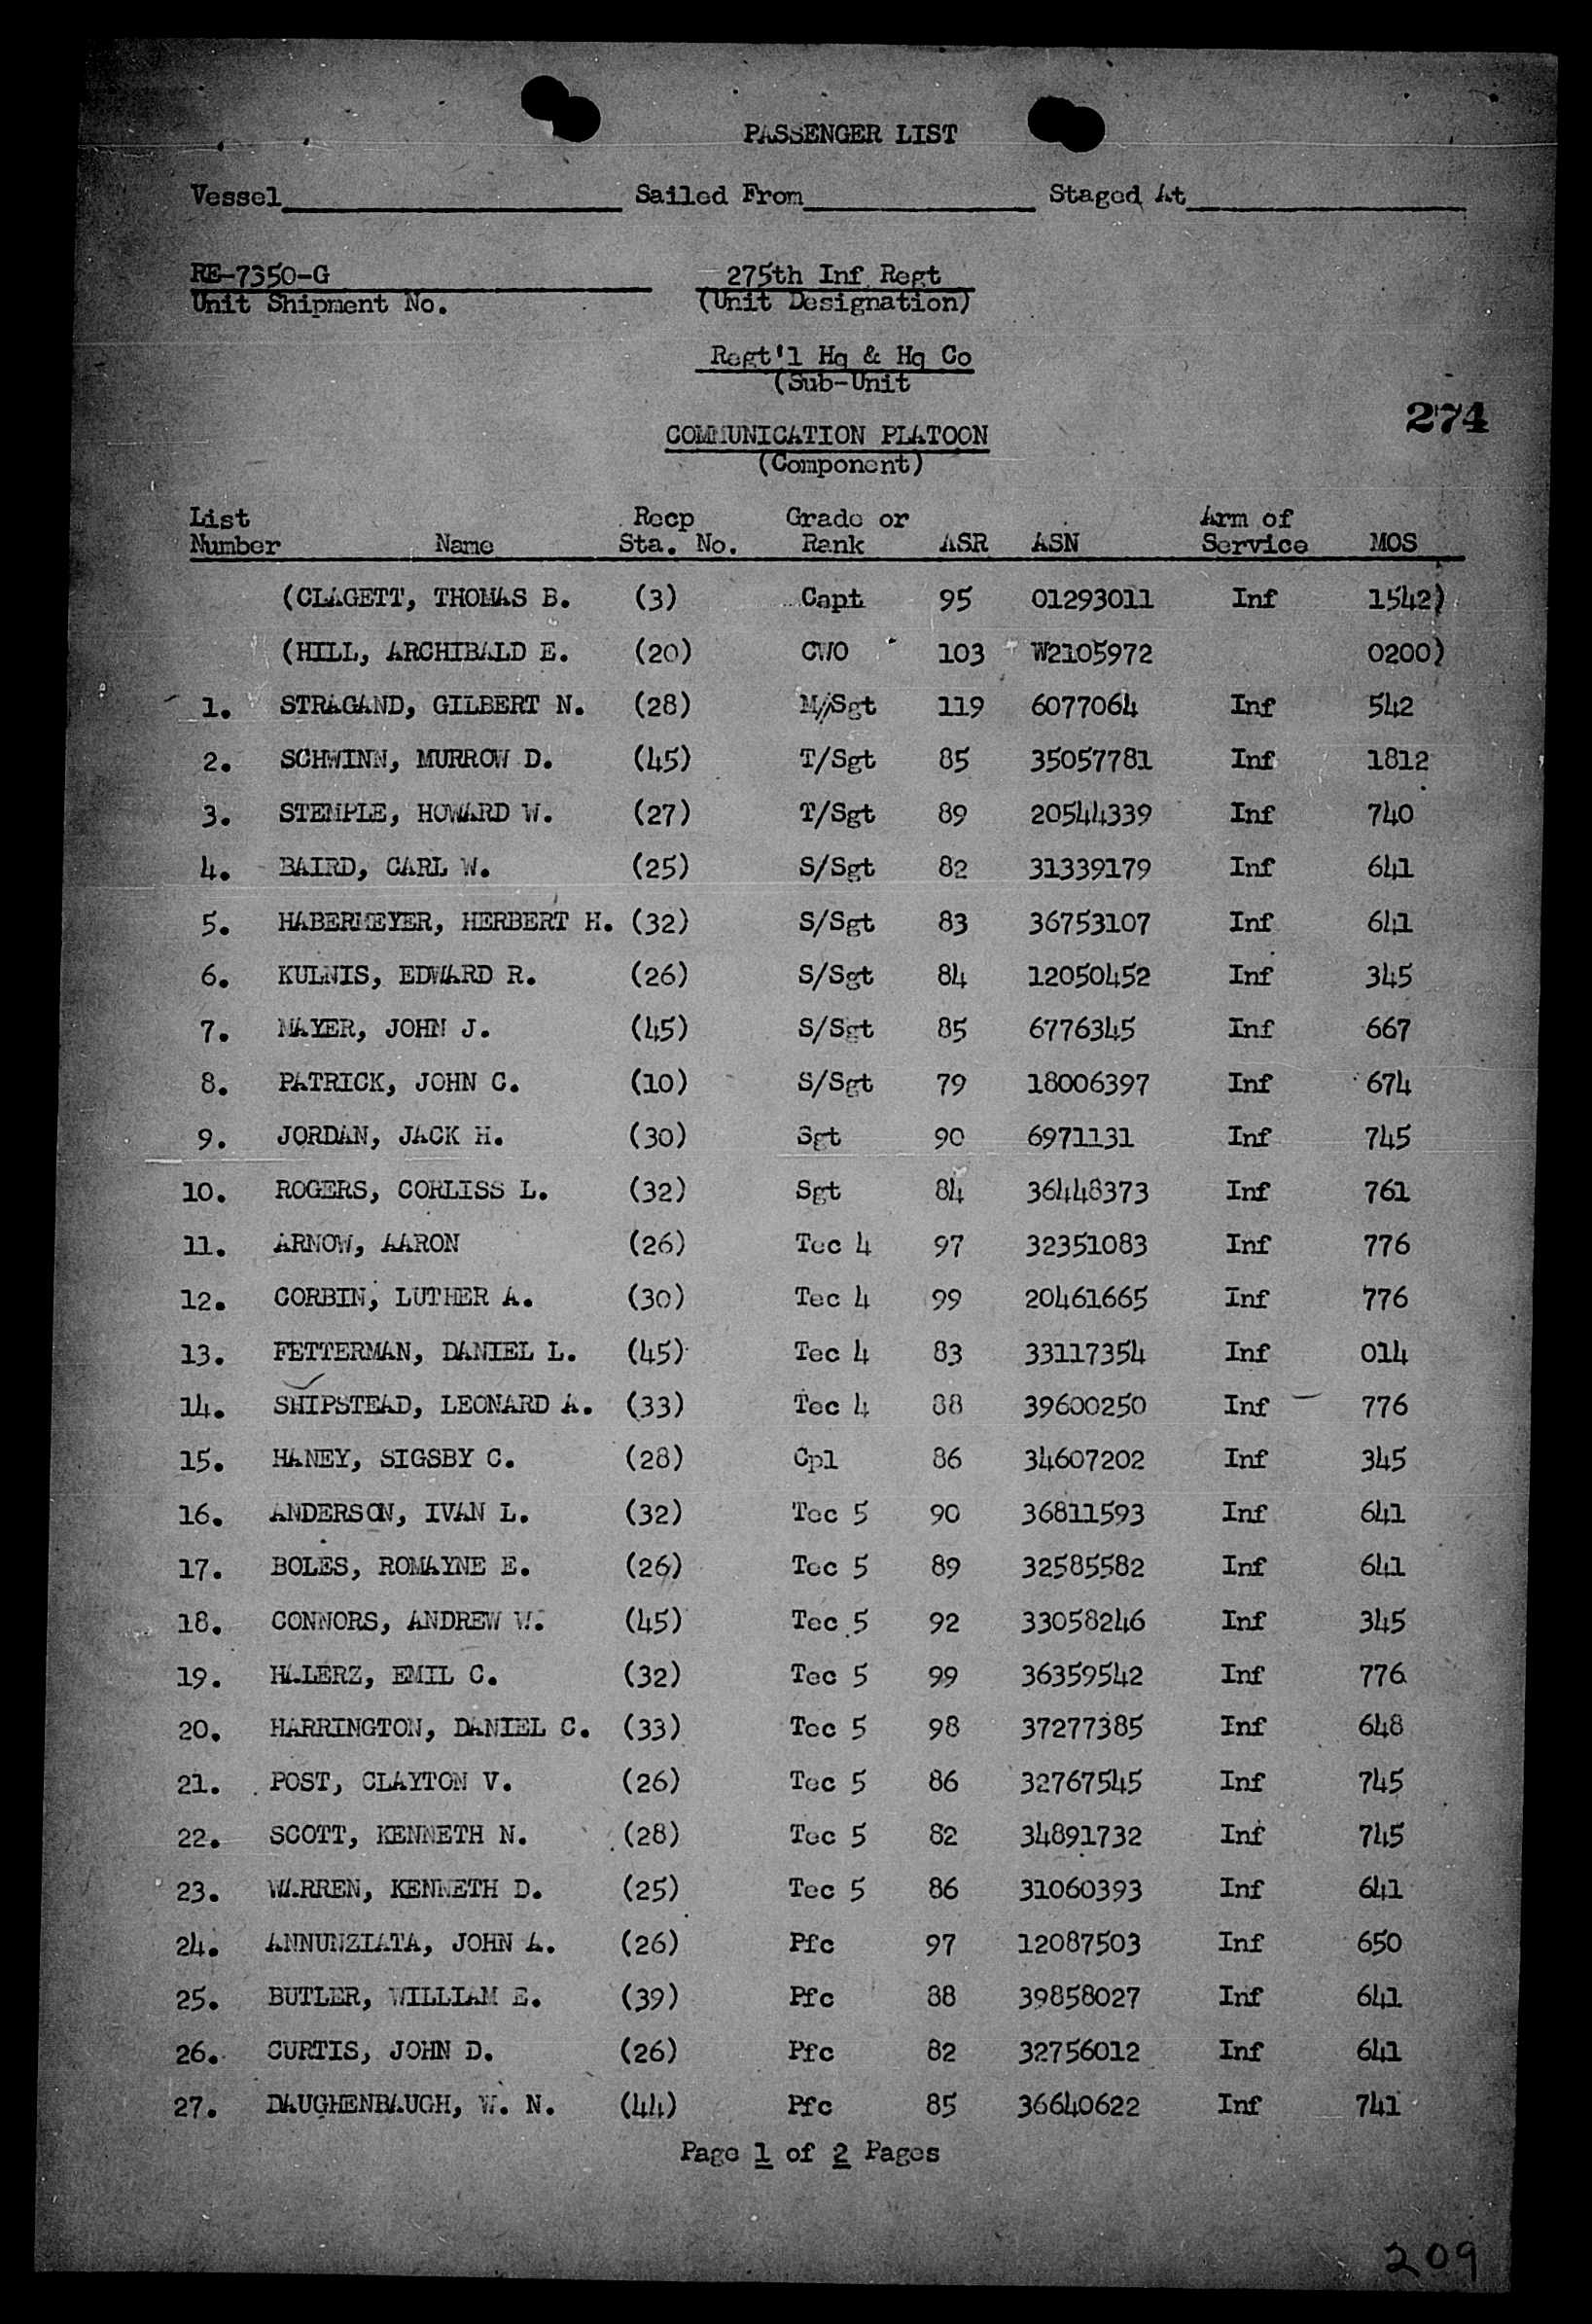 PASSENGER LIST
Vessel Sailed From Staged At
RE-7350-G 275th Inf Regt
Unit Shipment No. (Unit Designation)
Regt'l Hq & Hq Co
(Sub-Unit
274
COMMUNICATION PLATOON
(Component)
List Recp Grade or Arm of
Number Name Sta. No. Rank ASR ASN Service MOS
(CLAGETT, THOMAS B. (3) Capt 95 01293011 Inf 1542)
(HILL, ARCHIBALD E. (20) CWO 103 W2105972 0200)
1. STRAGAND, GILBERT N. (28) M/Sgt 119 6077064 Inf 542
2. SCHWINN, MURROW D. (45) T/Sgt 85 35057781 Inf 1812
3. STEMPLE, HOWARD W. (27) T/Sgt 89 20544339 Inf 740
4. BAIRD, CARL W. (25) S/Sgt 82 31339179 Inf 641
5. HABERMEYER, HERBERT H. (32) S/Sgt 83 36753107 Inf 641
6. KULNIS, EDWARD R. (26) S/Sgt 84 12050452 Inf 345
7. MAYER, JOHN J. (45) S/Sgt 85 6776345 Inf 667
8. PATRICK, JOHN C. (10) S/Sgt 79 18006397 Inf 674
9. JORDAN, JACK H. (30) Sgt 90 6971131 Inf 745
10. ROGERS, CORLISS L. (32) Sgt 84 36448373 Inf 761
11. ARNOW, AARON (26) Tec 4 97 32351083 Inf 776
12. CORBIN, LUTHER A. (30) Tec 4 99 20461665 Inf 776
13. FETTERMAN, DANIEL L. (45) Tec 4 83 33117354 Inf 014
14. SHIPSTEAD, LEONARD A. (33) Tec 4 88 39600250 Inf 776
15. HANEY, SIGSBY C. (28) Cpl 86 34607202 Inf 345
16. ANDERSON, IVAN L. (32) Tec 5 90 36811593 Inf 641
17. BOLES, ROMAYNE E. (26) Tec 5 89 32585582 Inf 641
18. CONNORS, ANDREW W. (45) Tec 5 92 33058246 Inf 345
19. HALERZ, EMIL C. (32) Tec 5 99 36359542 Inf 776
20. HARRINGTON, DANIEL C. (33) Tec 5 98 37277385 Inf 648
21. POST, CLAYTON V. (26) Tec 5 86 32767545 Inf 745
22. SCOTT, KENNETH N. (28) Tec 5 82 34891732 Inf 745
23. WARREN, KENNETH D. (25) Tec 5 86 31060393 Inf 641
24. ANNUNZIATA, JOHN A. (26) Pfc 97 12087503 Inf 650
25. BUTLER, WILLIAM E. (39) Pfc 88 39858027 Inf 641
26. CURTIS, JOHN D. (26) Pfc 82 32756012 Inf 641
27. DAUGHENBAUGH, W. N. (44) Pfc 85 36640622 Inf 741
Page 1 of 2 Pages
209